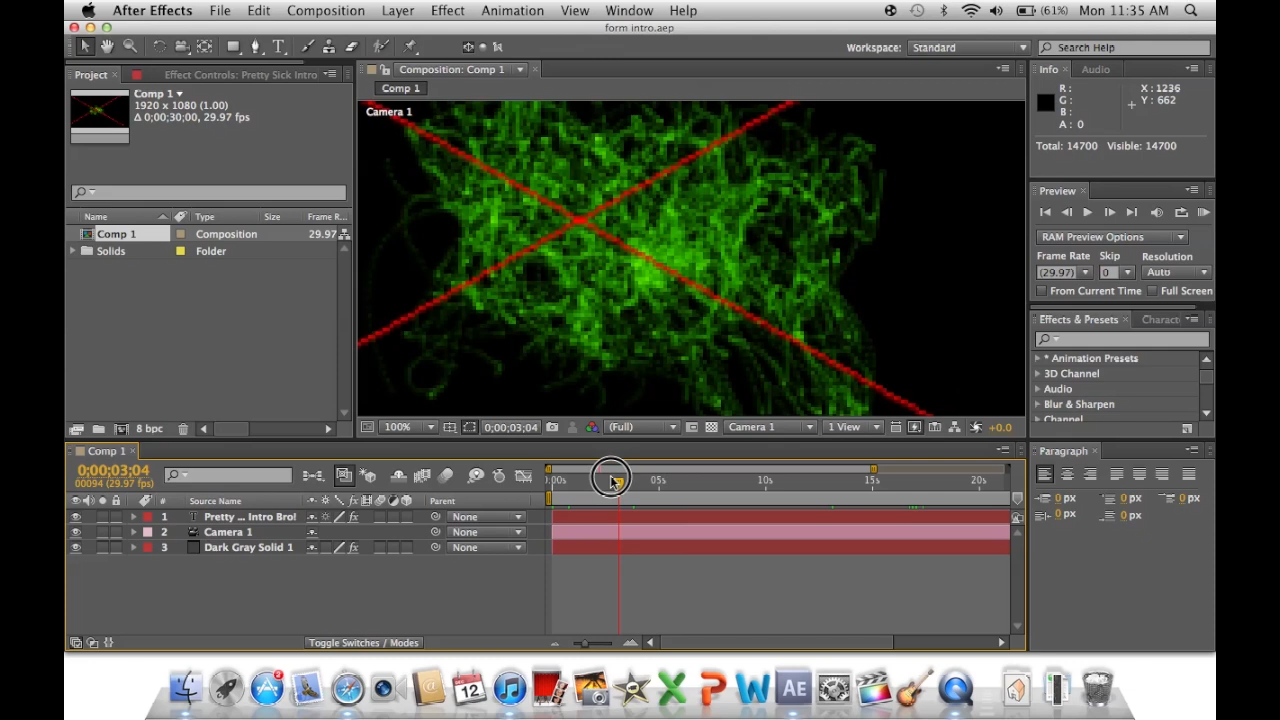 After Effects File Edit Composition Layer Effect Animation View Window Help (61%) Mon 11:35 AM
form intro.aep
Workspace: Standard Search Help
Project Effect Controls: Pretty Sick Intro Composition: Comp 1 Info Audio
Comp 1
1920 x 1080 (1.00)
Δ 0;00;30;00, 29.97 fps
Comp 1
Camera 1
R :
G :
B :
A : 0
X : 1236
Y : 662
Total: 14700 Visible: 14700
Preview
Name Type Size Frame R...
Comp 1 Composition 29.97
Solids Folder
RAM Preview Options
Frame Rate Skip Resolution
(29.97) 0 Auto
From Current Time Full Screen
Effects & Presets Charact
* Animation Presets
3D Channel
Audio
Blur & Sharpen
Channel
8 bpc 100% 0;00;03;04 (Full) Camera 1 1 View +0.0
Comp 1 Paragraph
0;00;03;04
00094 (29.97 fps)
:00s 05s 10s 15s 20s
# Source Name Parent
1 T Pretty ... Intro Bro! fx None
2 Camera 1 None
3 Dark Gray Solid 1 fx None
0 px 0 px 0 px
0 px 0 px
Toggle Switches / Modes
2 12 X P W AE